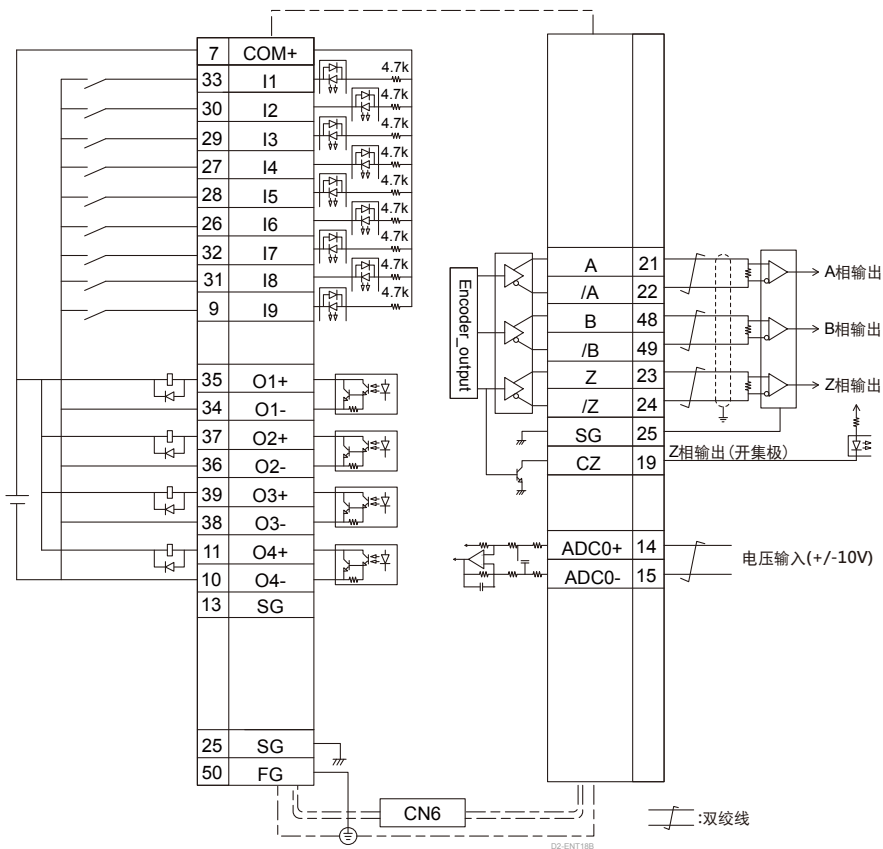 7 COM+
33 I1 4.7k
30 I2 4.7k
29 I3 4.7k
27 I4 4.7k
28 I5 4.7k
26 I6 4.7k
32 I7 4.7k
31 I8 4.7k
9 I9 4.7k
35 O1+
34 O1-
37 O2+
36 O2-
39 O3+
38 O3-
11 O4+
10 O4-
13 SG
25 SG
50 FG
Encoder_output
A 21
/A 22
A相输出
B 48
/B 49
B相输出
Z 23
/Z 24
Z相输出
SG 25
CZ 19 Z相输出(开集极)
ADC0+ 14
ADC0- 15
电压输入(+/-10V)
CN6
:双绞线
D2-ENT18B